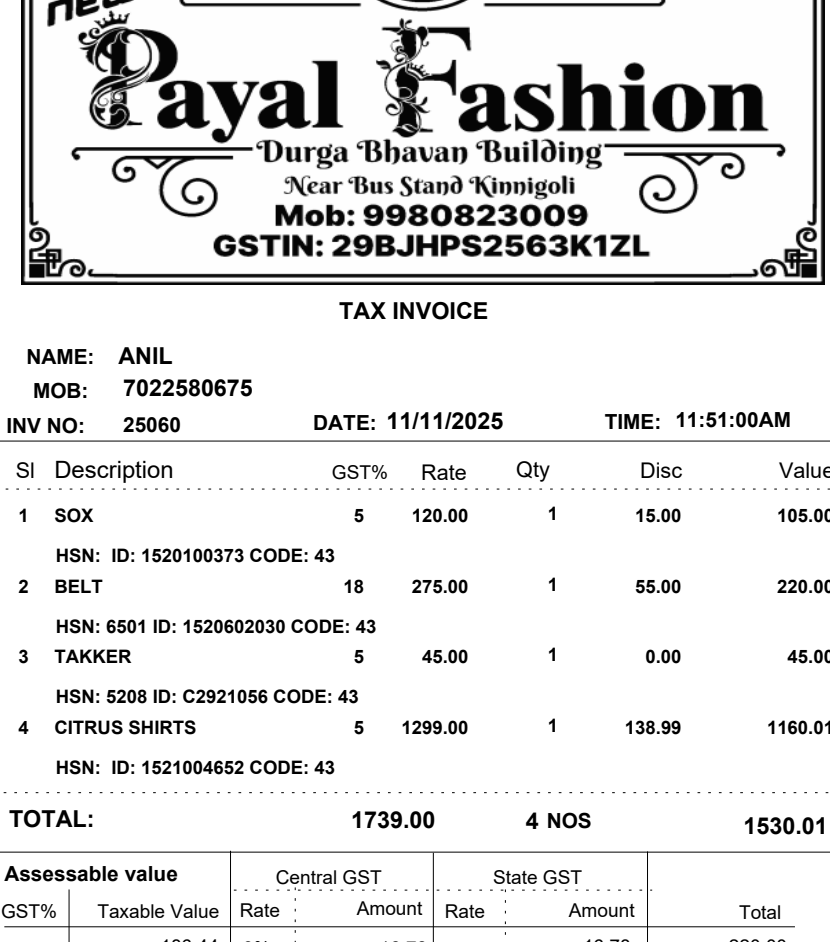 new
Payal Fashion
Durga Bhavan Building
Near Bus Stand Kinnigoli
Mob: 9980823009
GSTIN: 29BJHPS2563K1ZL
TAX INVOICE
NAME: ANIL
MOB: 7022580675
INV NO: 25060 DATE: 11/11/2025 TIME: 11:51:00AM
Sl Description GST% Rate Qty Disc Value
1 SOX 5 120.00 1 15.00 105.00
HSN: ID: 1520100373 CODE: 43
2 BELT 18 275.00 1 55.00 220.00
HSN: 6501 ID: 1520602030 CODE: 43
3 TAKKER 5 45.00 1 0.00 45.00
HSN: 5208 ID: C2921056 CODE: 43
4 CITRUS SHIRTS 5 1299.00 1 138.99 1160.01
HSN: ID: 1521004652 CODE: 43
TOTAL: 1739.00 4 NOS 1530.01
Assessable value Central GST State GST
GST% Taxable Value Rate Amount Rate Amount Total